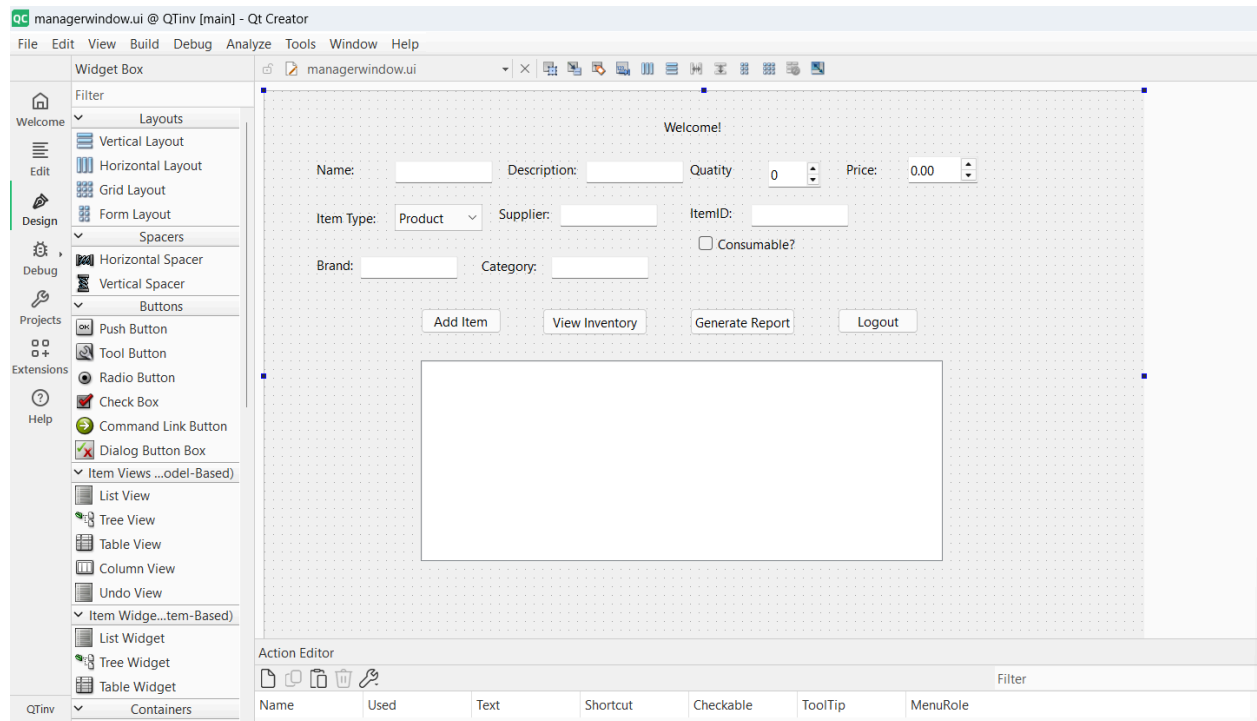 QC managerwindow.ui @ QTinv [main] - Qt Creator
File Edit View Build Debug Analyze Tools Window Help
Widget Box
managerwindow.ui
Filter
Welcome
Edit
Design
Debug
Projects
Extensions
Help
QTinv
Layouts
Vertical Layout
Horizontal Layout
Grid Layout
Form Layout
Spacers
Horizontal Spacer
Vertical Spacer
Buttons
OK Push Button
Tool Button
Radio Button
Check Box
Command Link Button
Dialog Button Box
Item Views ...odel-Based)
List View
Tree View
Table View
Column View
Undo View
Item Widge...tem-Based)
List Widget
Tree Widget
Table Widget
Containers
Welcome!
Name: Description: Quatity 0 Price: 0.00
Item Type: Product Supplier: ItemID:
Consumable?
Brand: Category:
Add Item View Inventory Generate Report Logout
Action Editor
Filter
Name Used Text Shortcut Checkable ToolTip MenuRole